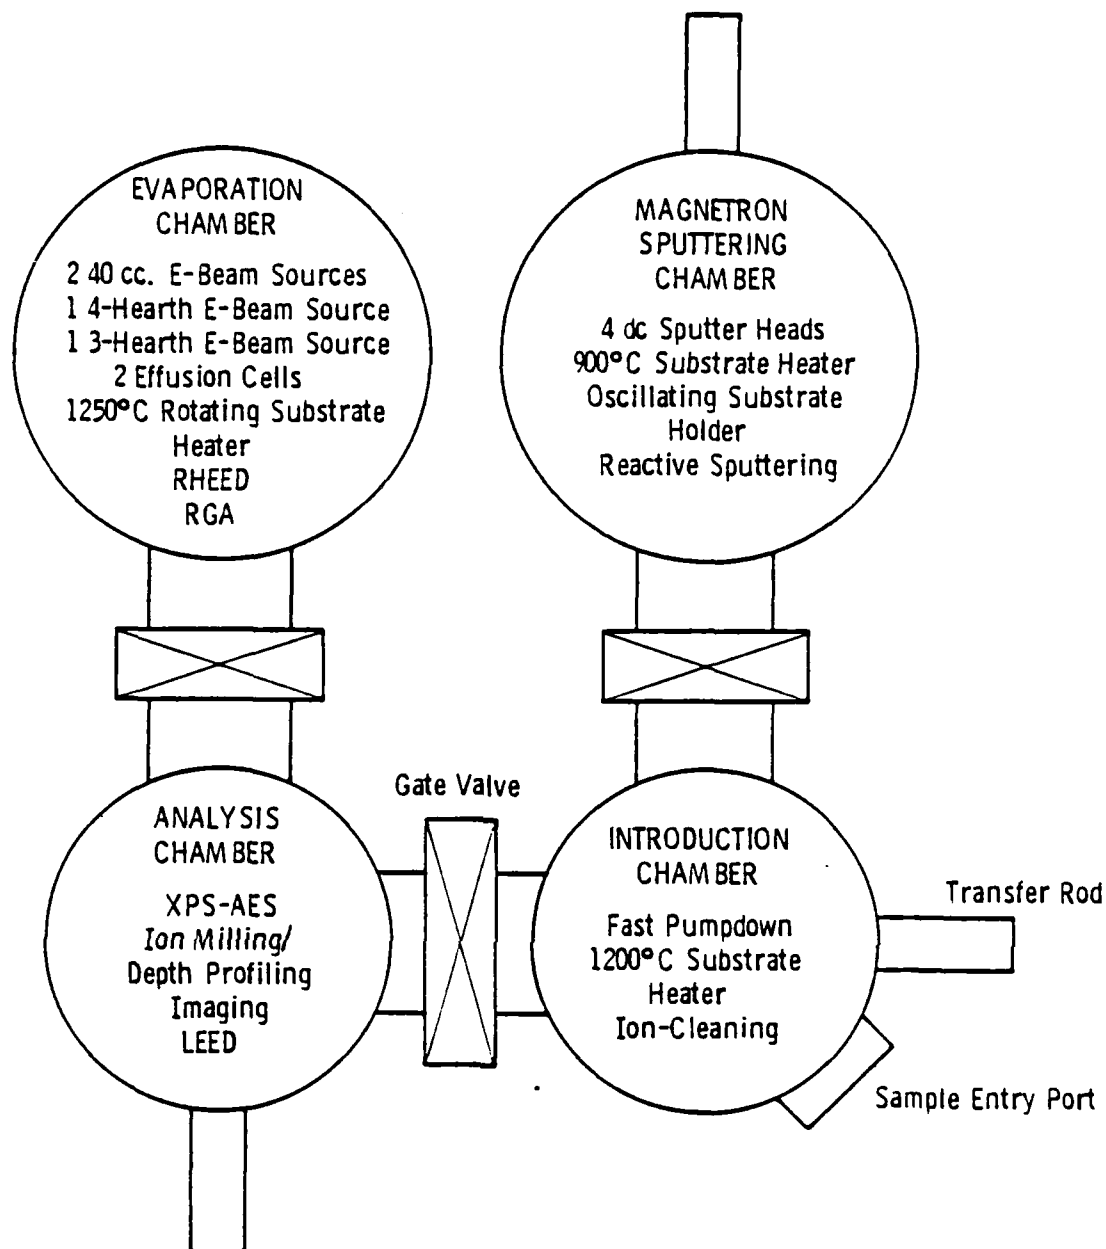 EVAPORATION
CHAMBER
2 40 cc. E-Beam Sources
1 4-Hearth E-Beam Source
1 3-Hearth E-Beam Source
2 Effusion Cells
1250°C Rotating Substrate
Heater
RHEED
RGA
MAGNETRON
SPUTTERING
CHAMBER
4 dc Sputter Heads
900°C Substrate Heater
Oscillating Substrate
Holder
Reactive Sputtering
Gate Valve
ANALYSIS
CHAMBER
XPS-AES
Ion Milling/
Depth Profiling
Imaging
LEED
INTRODUCTION
CHAMBER
Fast Pumpdown
1200°C Substrate
Heater
Ion-Cleaning
Transfer Rod
Sample Entry Port